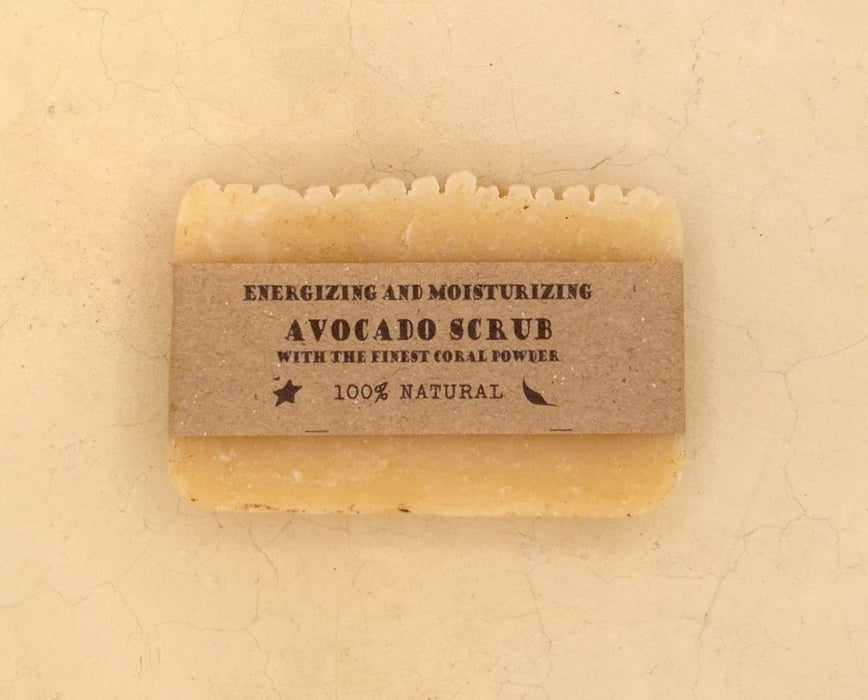 ENERGIZING AND MOISTURIZING
AVOCADO SCRUB
WITH THE FINEST CORAL POWDER
100% NATURAL